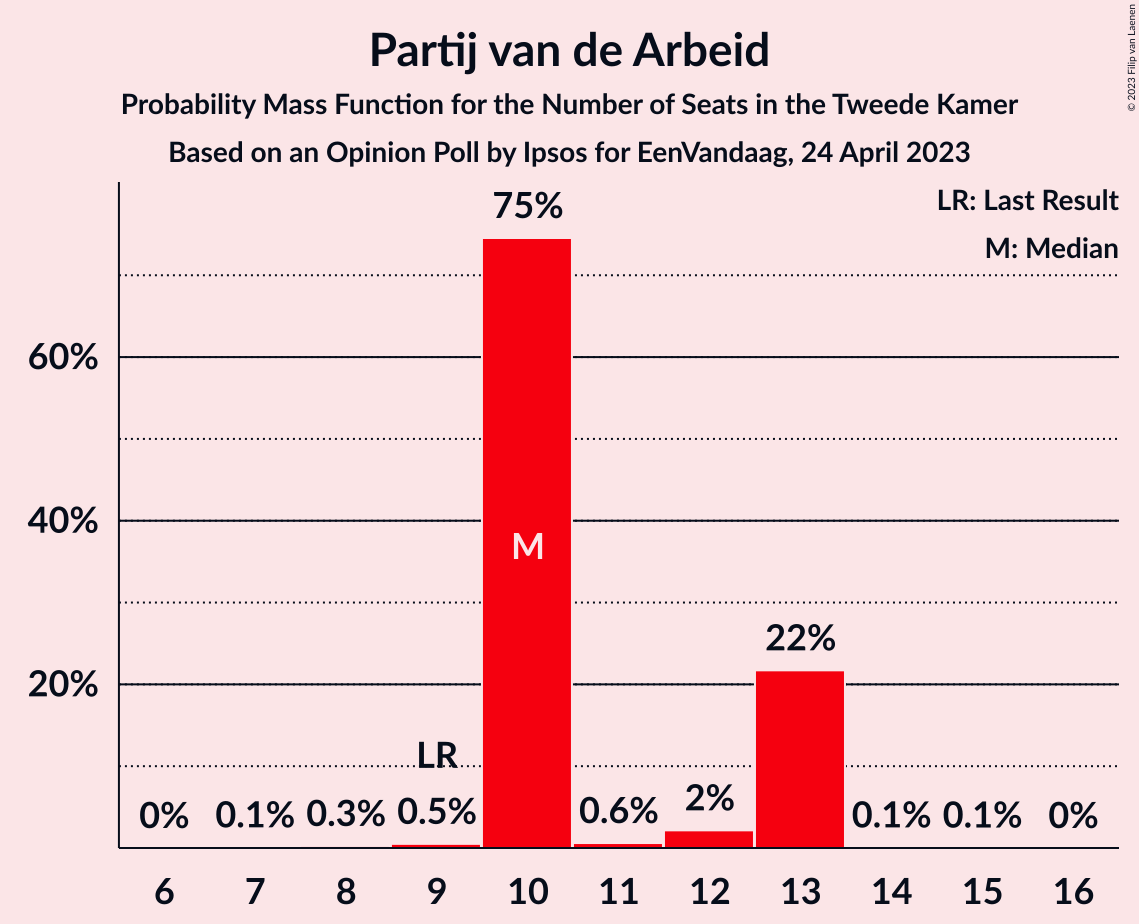 Partij van de Arbeid
Probability Mass Function for the Number of Seats in the Tweede Kamer
Based on an Opinion Poll by Ipsos for EenVandaag, 24 April 2023
© 2023 Filip van Laenen
LR: Last Result
M: Median
75%
60%
40%
20%
M
22%
LR
0% 0.1% 0.3% 0.5% 0.6% 2% 0.1% 0.1% 0%
6 7 8 9 10 11 12 13 14 15 16